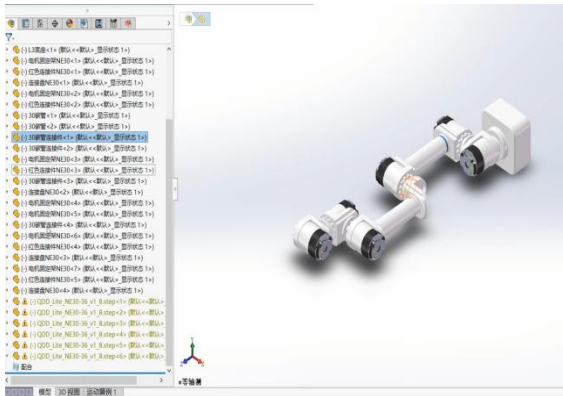 (-) L3底座<1> (默认<<默认>_显示状态 1>)
(-) 电机固定架NE30<1> (默认<<默认>_显示状态 1>)
(-) 红色连接件NE30<1> (默认<<默认>_显示状态 1>)
(-) 连接盘NE30<1> (默认<<默认>_显示状态 1>)
(-) 电机固定架NE30<2> (默认<<默认>_显示状态 1>)
(-) 红色连接件NE30<2> (默认<<默认>_显示状态 1>)
(-) 30碳管<1> (默认<<默认>_显示状态 1>)
(-) 30碳管<2> (默认<<默认>_显示状态 1>)
(-) 30碳管连接件<1> (默认<<默认>_显示状态 1>)
(-) 30碳管连接件<2> (默认<<默认>_显示状态 1>)
(-) 电机固定架NE30<3> (默认<<默认>_显示状态 1>)
(-) 红色连接件NE30<3> (默认<<默认>_显示状态 1>)
(-) 30碳管连接件<3> (默认<<默认>_显示状态 1>)
(-) 连接盘NE30<2> (默认<<默认>_显示状态 1>)
(-) 电机固定架NE30<4> (默认<<默认>_显示状态 1>)
(-) 电机固定架NE30<5> (默认<<默认>_显示状态 1>)
(-) 30碳管连接件<4> (默认<<默认>_显示状态 1>)
(-) 电机固定架NE30<6> (默认<<默认>_显示状态 1>)
(-) 红色连接件NE30<4> (默认<<默认>_显示状态 1>)
(-) 连接盘NE30<3> (默认<<默认>_显示状态 1>)
(-) 电机固定架NE30<7> (默认<<默认>_显示状态 1>)
(-) 红色连接件NE30<5> (默认<<默认>_显示状态 1>)
(-) 连接盘NE30<4> (默认<<默认>_显示状态 1>)
(-) QDD_Lite_NE30-36_v1_8.step<1> (默认<<默认>
(-) QDD_Lite_NE30-36_v1_8.step<2> (默认<<默认>
(-) QDD_Lite_NE30-36_v1_8.step<3> (默认<<默认>
(-) QDD_Lite_NE30-36_v1_8.step<4> (默认<<默认>
(-) QDD_Lite_NE30-36_v1_8.step<5> (默认<<默认>
(-) QDD_Lite_NE30-36_v1_8.step<6> (默认<<默认>
配合
*等轴测
模型 3D 视图 运动算例 1